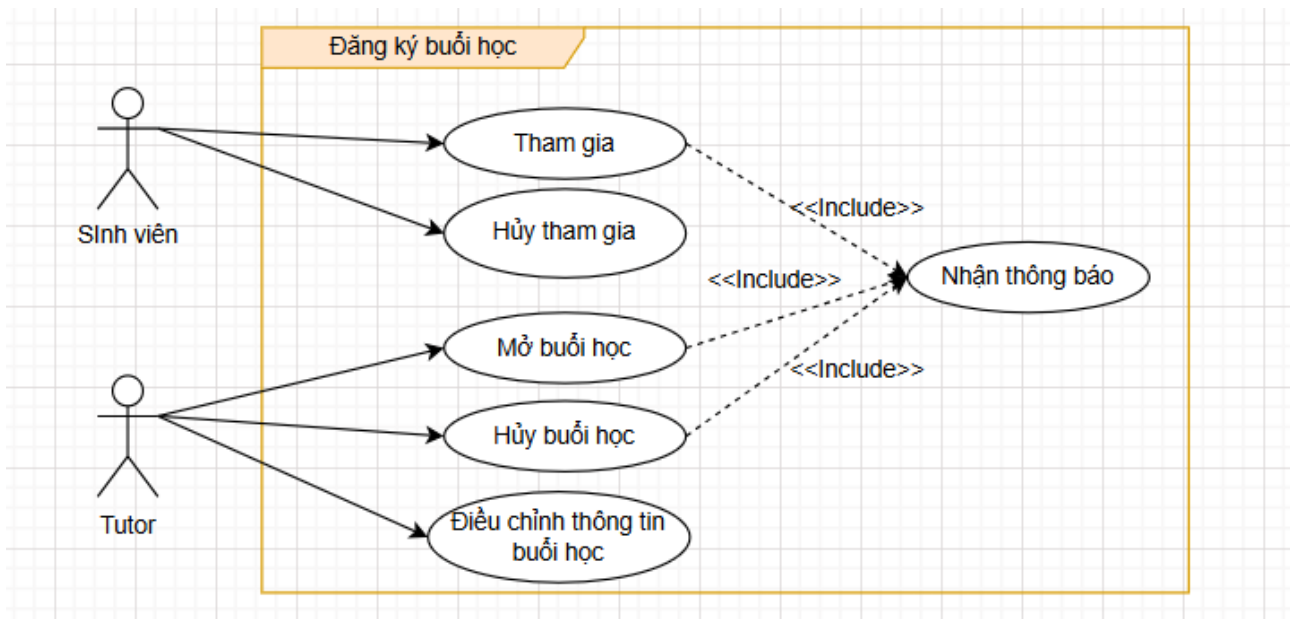 Đăng ký buổi học
Tham gia
<<Include>>
Hủy tham gia
SInh viên
Nhận thông báo
<<Include>>
Mở buổi học
<<Include>>
Hủy buổi học
Tutor
Điều chỉnh thông tin
buổi học